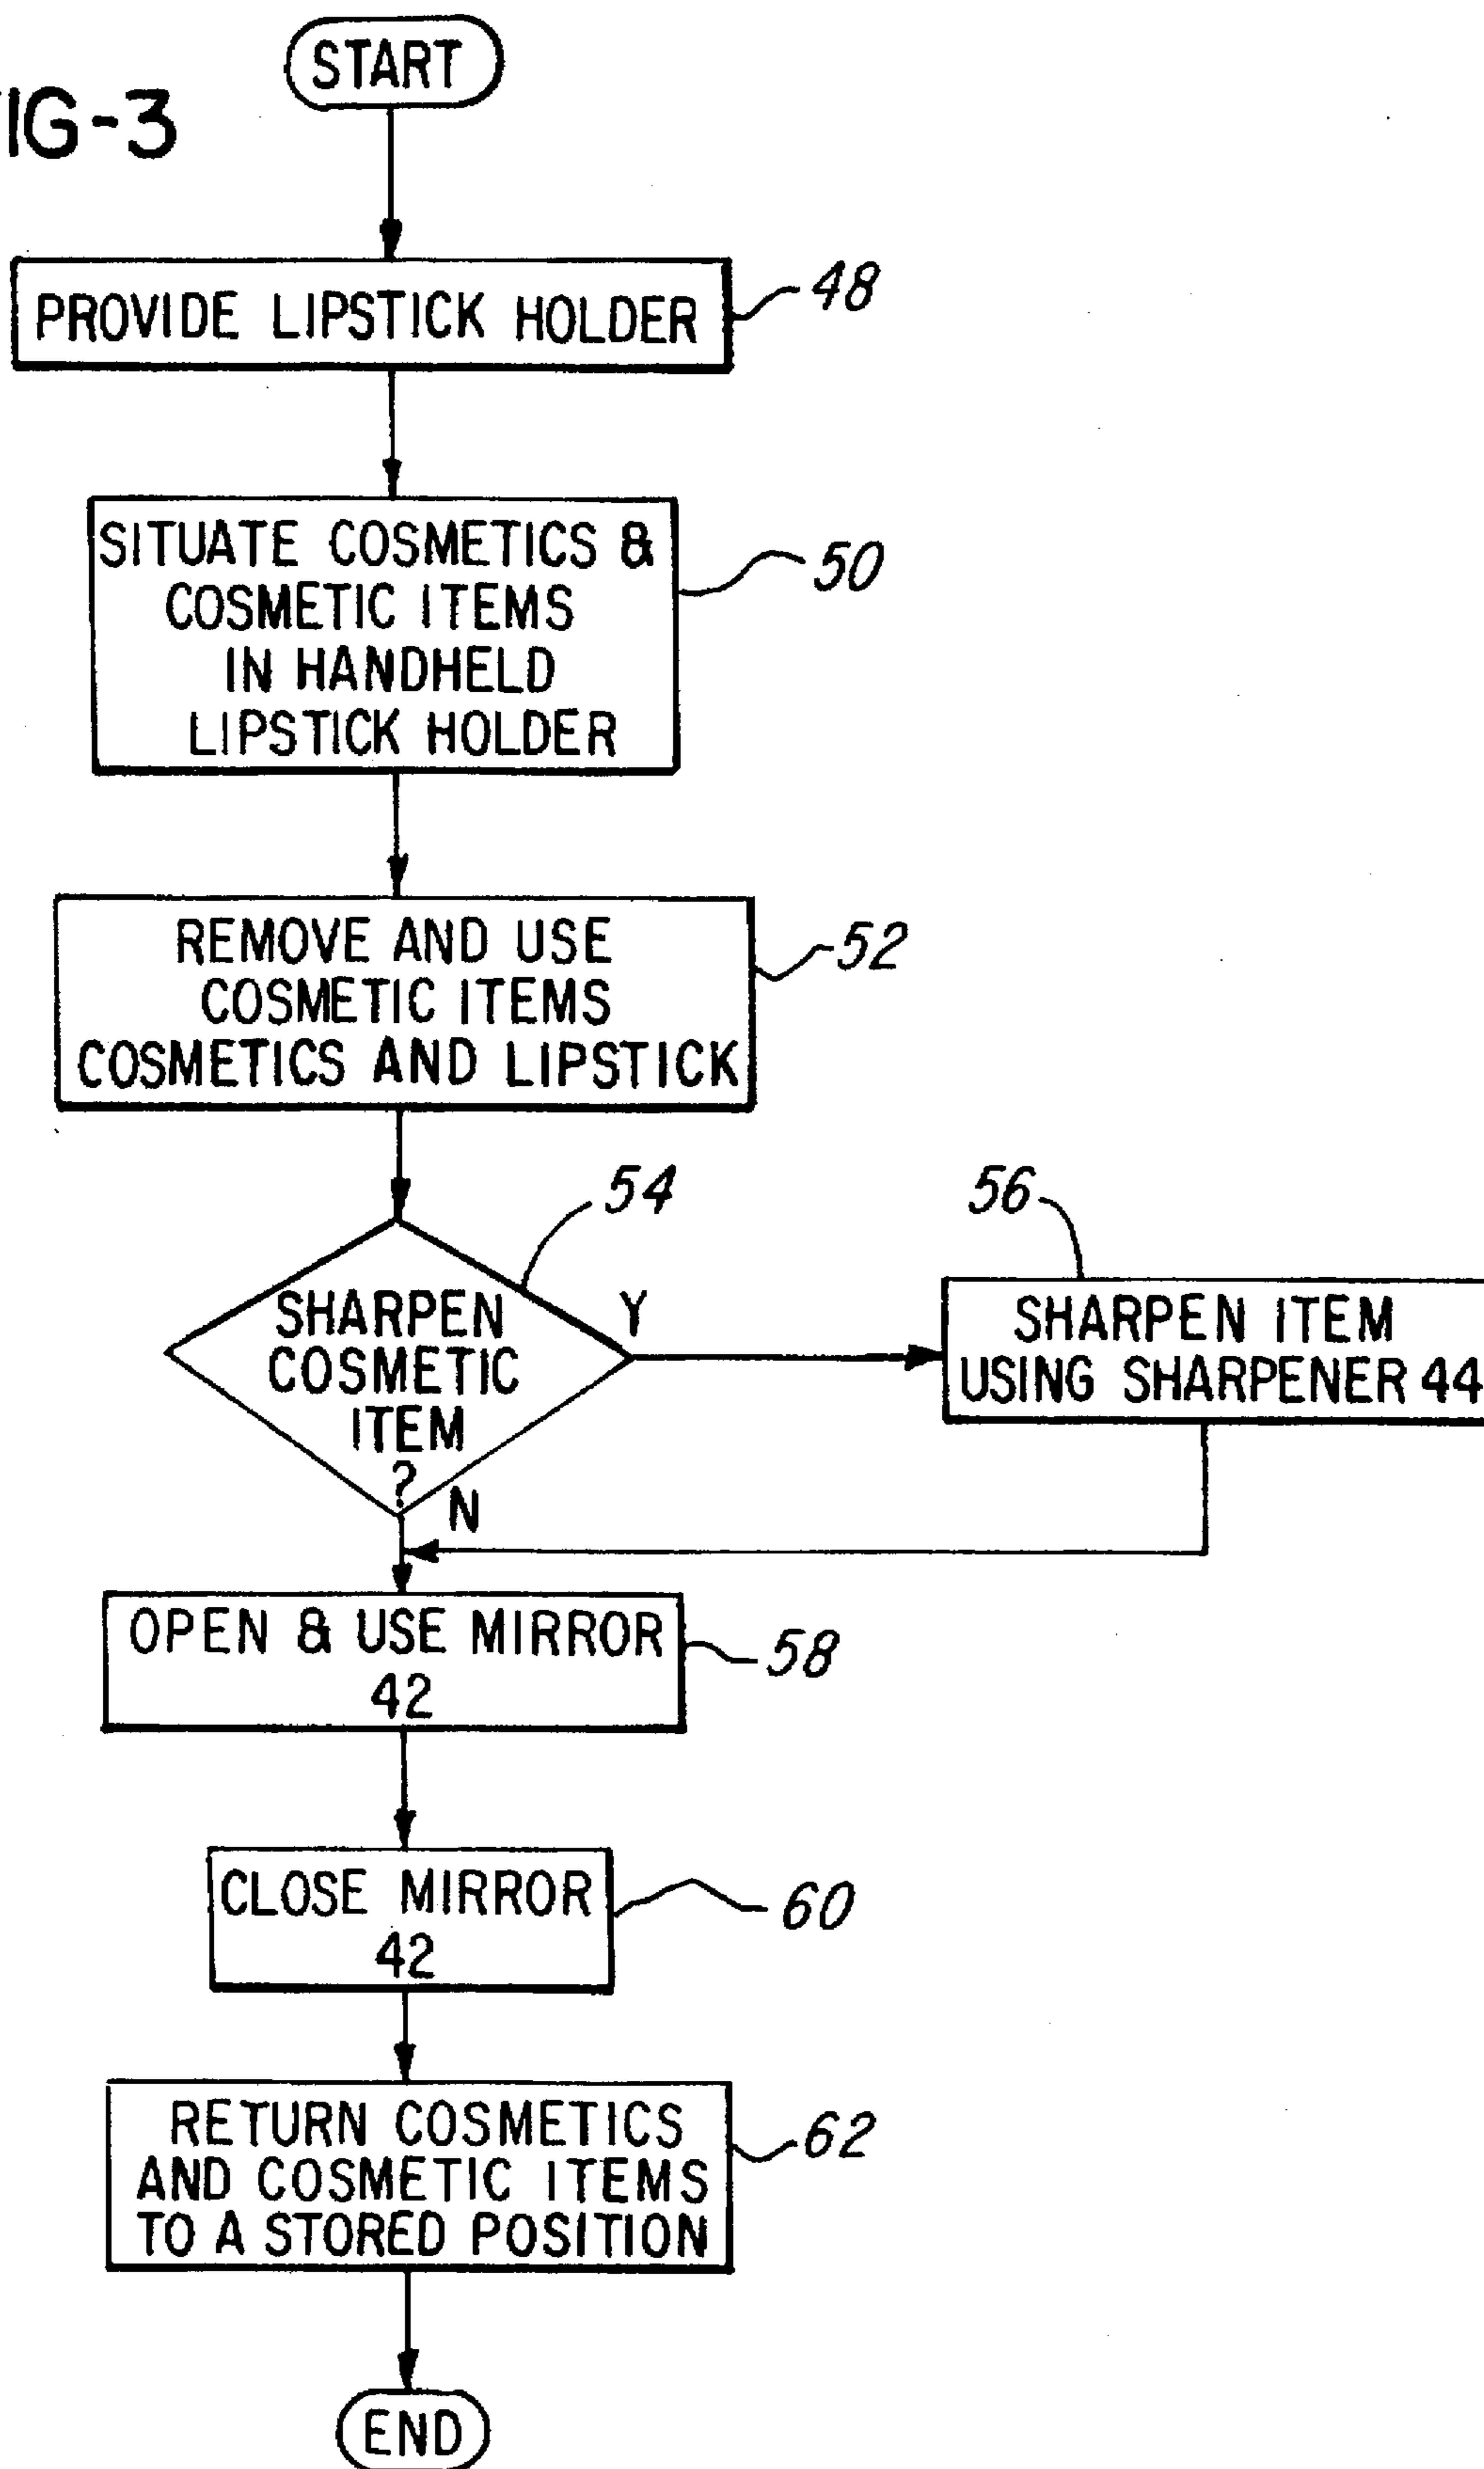 START
FIG-3
PROVIDE LIPSTICK HOLDER
48
SITUATE COSMETICS &
COSMETIC ITEMS
IN HANDHELD
LIPSTICK HOLDER
50
REMOVE AND USE
COSMETIC ITEMS
COSMETICS AND LIPSTICK
52
54
56
SHARPEN
COSMETIC
ITEM
?
Y
N
SHARPEN ITEM
USING SHARPENER 44
OPEN & USE MIRROR
42
58
CLOSE MIRROR
42
60
RETURN COSMETICS
AND COSMETIC ITEMS
TO A STORED POSITION
62
END